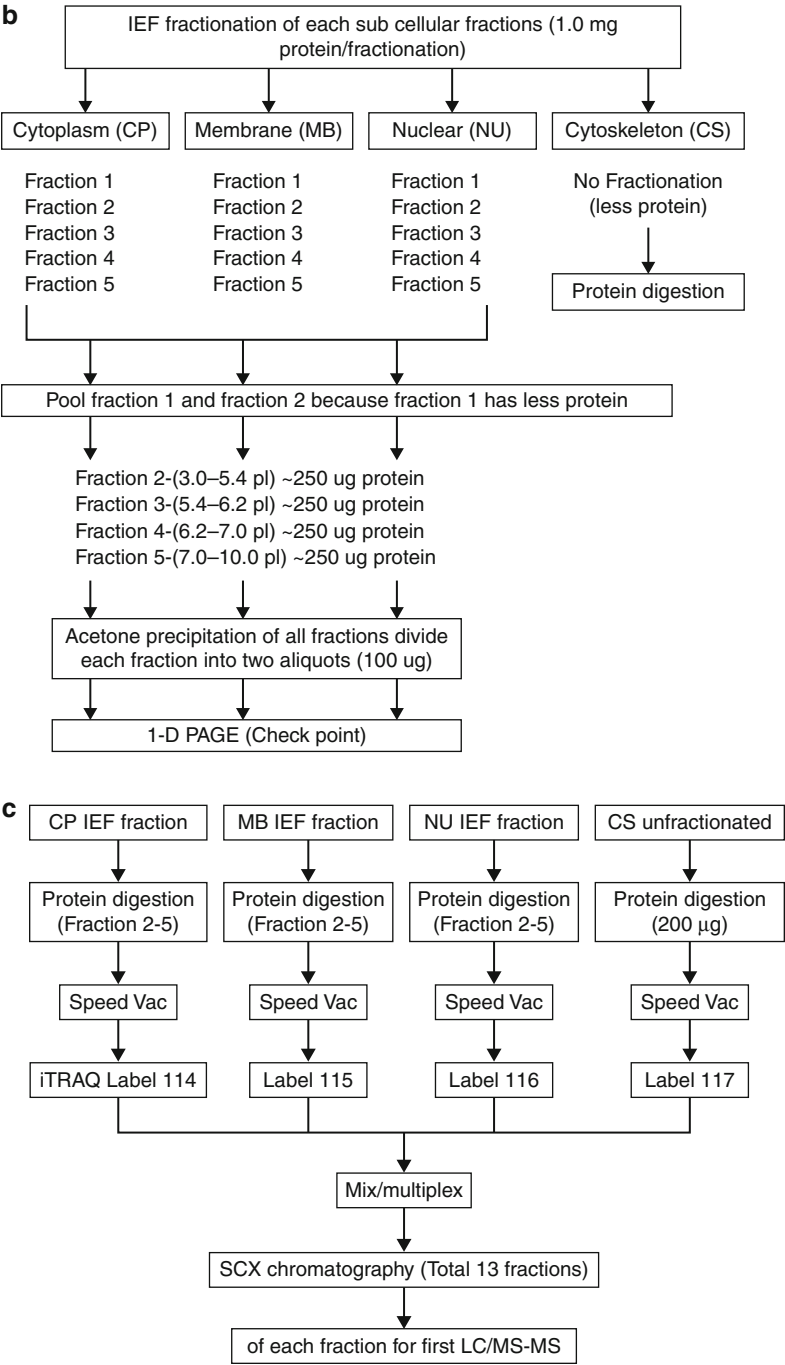 b
IEF fractionation of each sub cellular fractions (1.0 mg
protein/fractionation)
Cytoplasm (CP)
Membrane (MB)
Nuclear (NU)
Cytoskeleton (CS)
Fraction 1
Fraction 2
Fraction 3
Fraction 4
Fraction 5
Fraction 1
Fraction 2
Fraction 3
Fraction 4
Fraction 5
Fraction 1
Fraction 2
Fraction 3
Fraction 4
Fraction 5
No Fractionation
(less protein)
Protein digestion
Pool fraction 1 and fraction 2 because fraction 1 has less protein
Fraction 2-(3.0–5.4 pl) ~250 ug protein
Fraction 3-(5.4–6.2 pl) ~250 ug protein
Fraction 4-(6.2–7.0 pl) ~250 ug protein
Fraction 5-(7.0–10.0 pl) ~250 ug protein
Acetone precipitation of all fractions divide
each fraction into two aliquots (100 ug)
1-D PAGE (Check point)
c
CP IEF fraction
MB IEF fraction
NU IEF fraction
CS unfractionated
Protein digestion
(Fraction 2-5)
Protein digestion
(Fraction 2-5)
Protein digestion
(Fraction 2-5)
Protein digestion
(200 μg)
Speed Vac
Speed Vac
Speed Vac
Speed Vac
iTRAQ Label 114
Label 115
Label 116
Label 117
Mix/multiplex
SCX chromatography (Total 13 fractions)
of each fraction for first LC/MS-MS